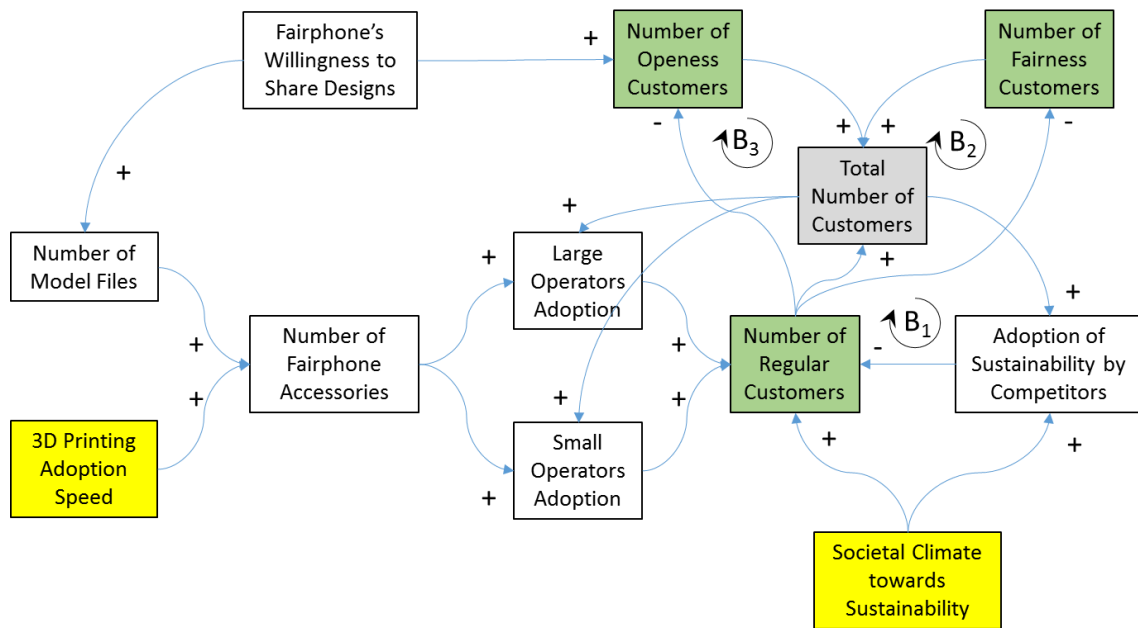 Fairphone's
Willingness to
Share Designs
+
Number of
Openess
Customers
Number of
Fairness
Customers
-
B3
+
+
B2
-
+
Total
Number of
Customers
+
+
Number of
Model Files
+
Large
Operators
Adoption
+
+
B1
Number of
Fairphone
Accessories
+
+
Number of
Regular
Customers
-
Adoption of
Sustainability by
Competitors
+
+
+
3D Printing
Adoption
Speed
+
Small
Operators
Adoption
+
+
Societal Climate
towards
Sustainability